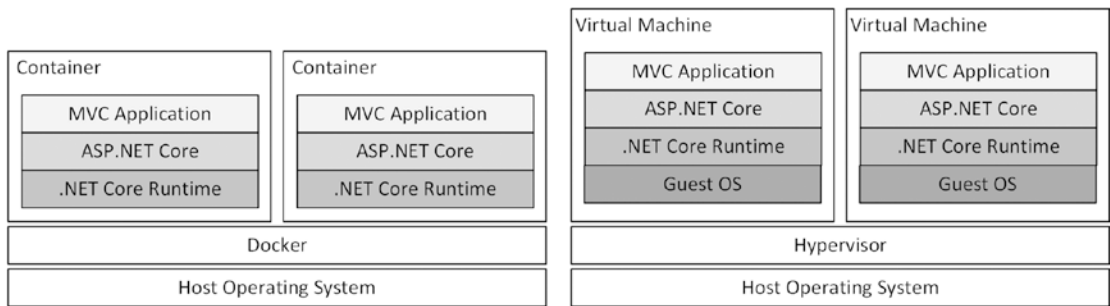 Container
MVC Application
ASP.NET Core
.NET Core Runtime
Container
MVC Application
ASP.NET Core
.NET Core Runtime
Docker
Host Operating System
Virtual Machine
MVC Application
ASP.NET Core
.NET Core Runtime
Guest OS
Virtual Machine
MVC Application
ASP.NET Core
.NET Core Runtime
Guest OS
Hypervisor
Host Operating System